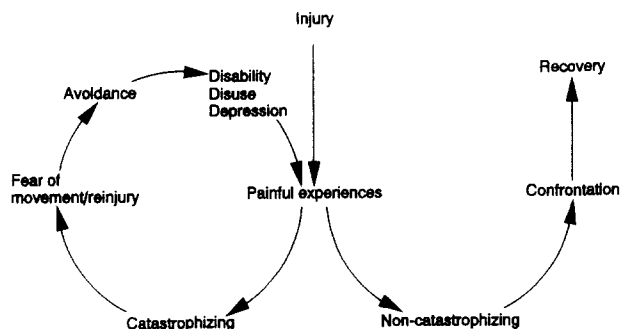 Injury
Recovery
Disability
Disuse
Depression
Avoidance
Fear of
movement/reinjury
Painful experiences
Confrontation
Catastrophizing
Non-catastrophizing